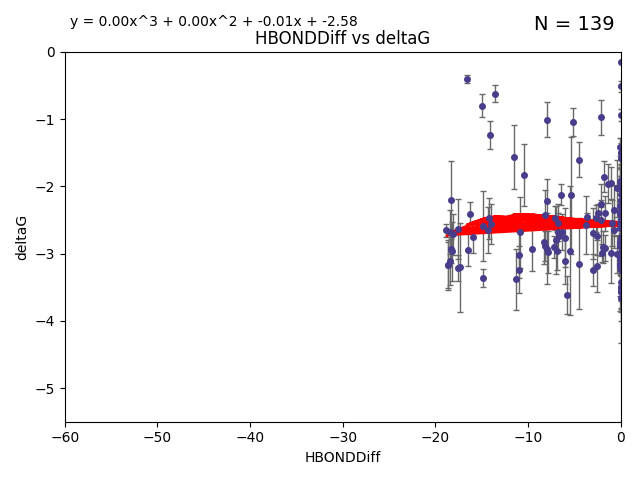 y = 0.00x^3 + 0.00x^2 + -0.01x + -2.58
N = 139
HBONDDiff vs deltaG
0
−1
−2
−3
−4
−5
deltaG
−60
−50
−40
−30
−20
−10
0
HBONDDiff